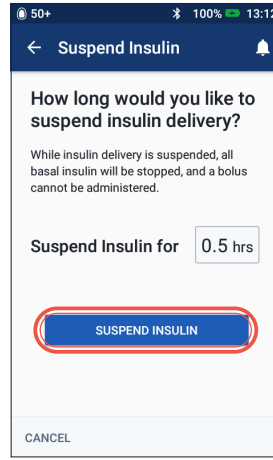 50+ 100% 13:12
Suspend Insulin
How long would you like to
suspend insulin delivery?
While insulin delivery is suspended, all
basal insulin will be stopped, and a bolus
cannot be administered.
Suspend Insulin for 0.5 hrs
SUSPEND INSULIN
CANCEL